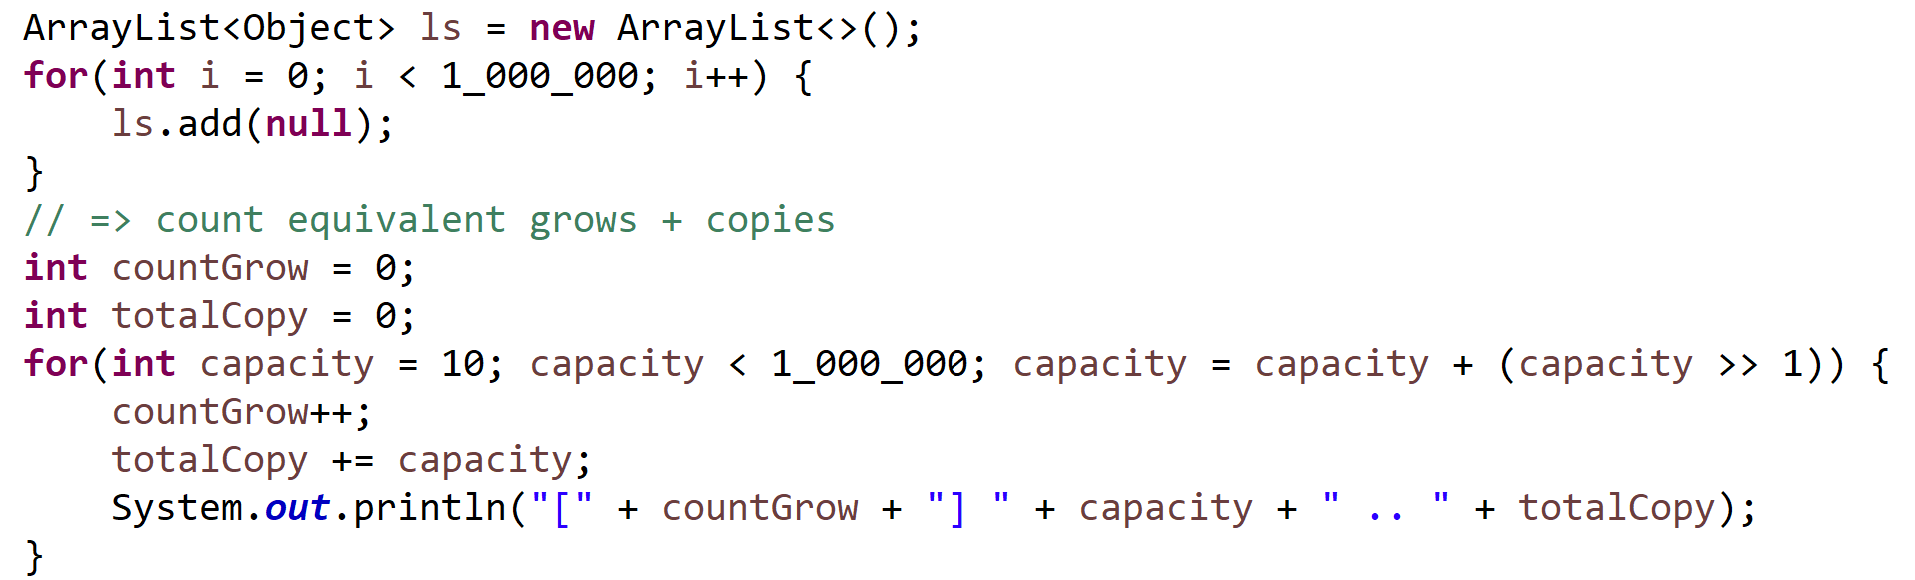 ArrayList<Object> ls = new ArrayList<>();
for(int i = 0; i < 1_000_000; i++) {
    ls.add(null);
}
// => count equivalent grows + copies
int countGrow = 0;
int totalCopy = 0;
for(int capacity = 10; capacity < 1_000_000; capacity = capacity + (capacity >> 1)) {
    countGrow++;
    totalCopy += capacity;
    System.out.println("[" + countGrow + "] " + capacity + " .. " + totalCopy);
}